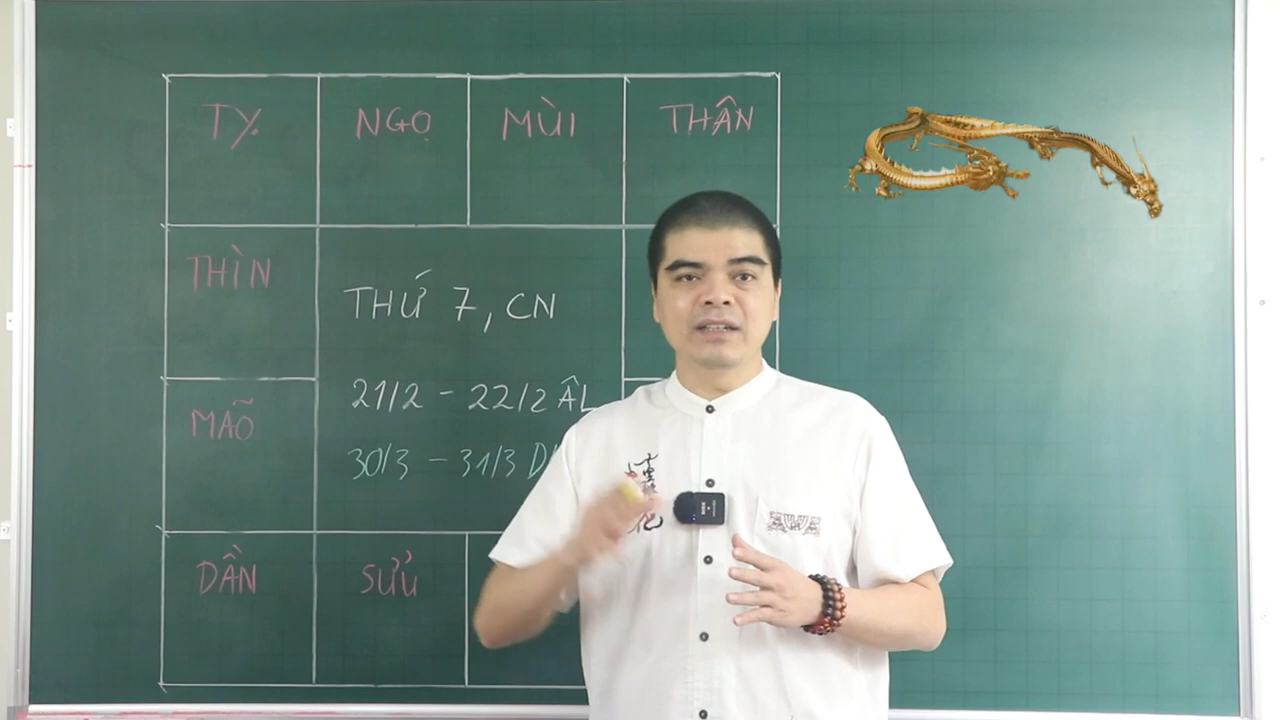 TỴ NGỌ MÙI THÂN
THÌN
THỨ 7, CN
21/2 - 22/2 ÂL
MÃO
30/3 - 31/3
DẦN SỬU